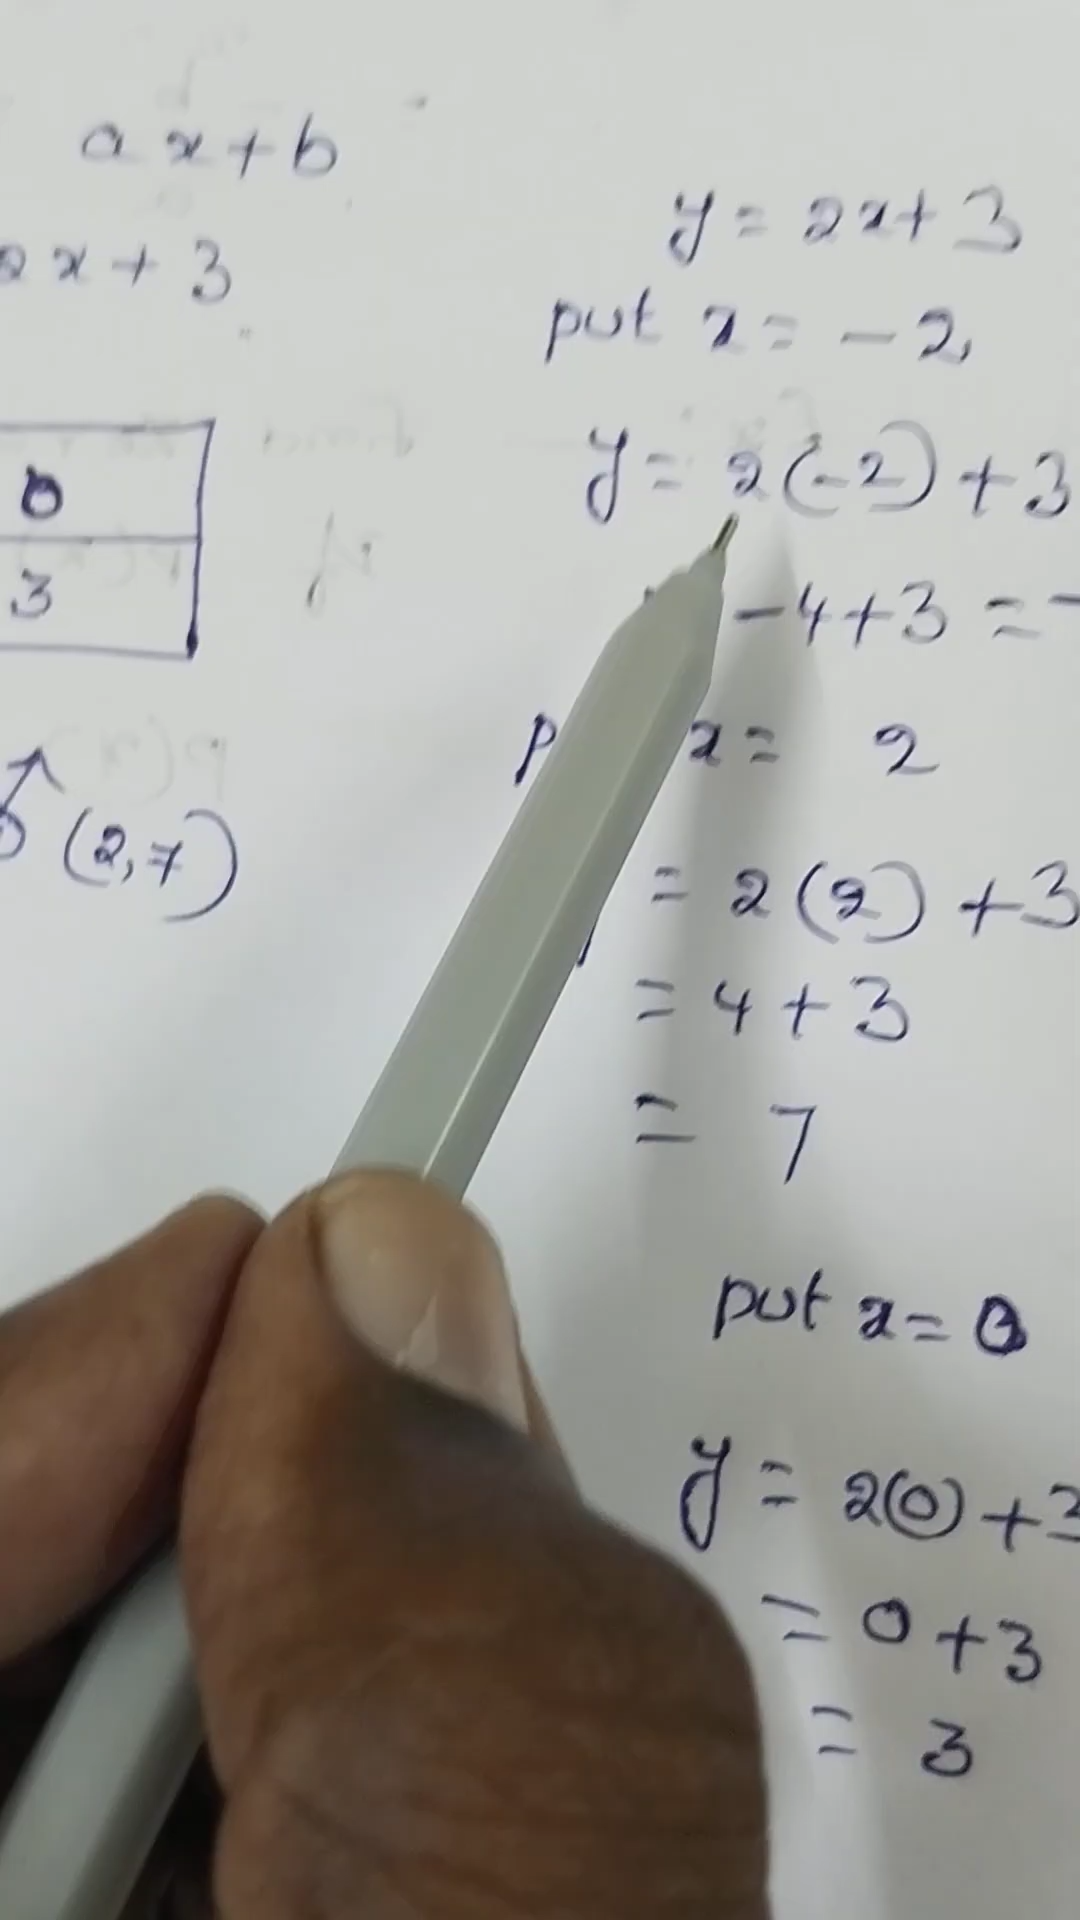 ax+b
2x+3
0
3
(2,7)
y = 2x+3
put x = -2,
y = 2(-2)+3
-4+3 = -
x = 2
= 2(2)+3
= 4+3
= 7
put x = 0
y = 2(0)+3
= 0+3
= 3